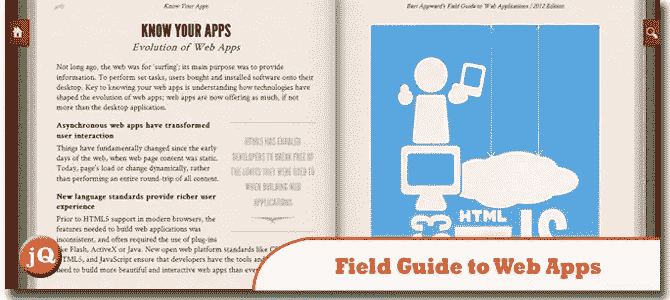 Know Your Apps
Bert Appward's Field Guide to Web Applications / 2012 Edition
KNOW YOUR APPS
Evolution of Web Apps
Not long ago, the web was for 'surfing'; its main purpose was to provide
information. To perform set tasks, users bought and installed software onto their
desktop. Key to knowing your web apps is understanding how technologies have
shaped the evolution of web apps; web apps are now offering as much, if not
more than the desktop application.
Asynchronous web apps have transformed
user interaction
Things have fundamentally changed since the early
days of the web, when web page content was static.
Today, page's load or change dynamically, rather
than performing an entire round-trip of all content.
HTML5 HAS ENABLED
DEVELOPERS TO BREAK FREE OF
THE LIMITS THEY WERE USED TO
WHEN BUILDING WEB
APPLICATIONS
New language standards provide richer user
experience
Prior to HTML5 support in modern browsers, the
features needed to build web applications was
inconsistent, and often required the use of plug-ins
like Flash, ActiveX or Java. New open web platform standards like
HTML5, and JavaScript ensure that developers have the tools and
need to build more beautiful and interactive web apps than ever
HTML
JS
jQ
Field Guide to Web Apps